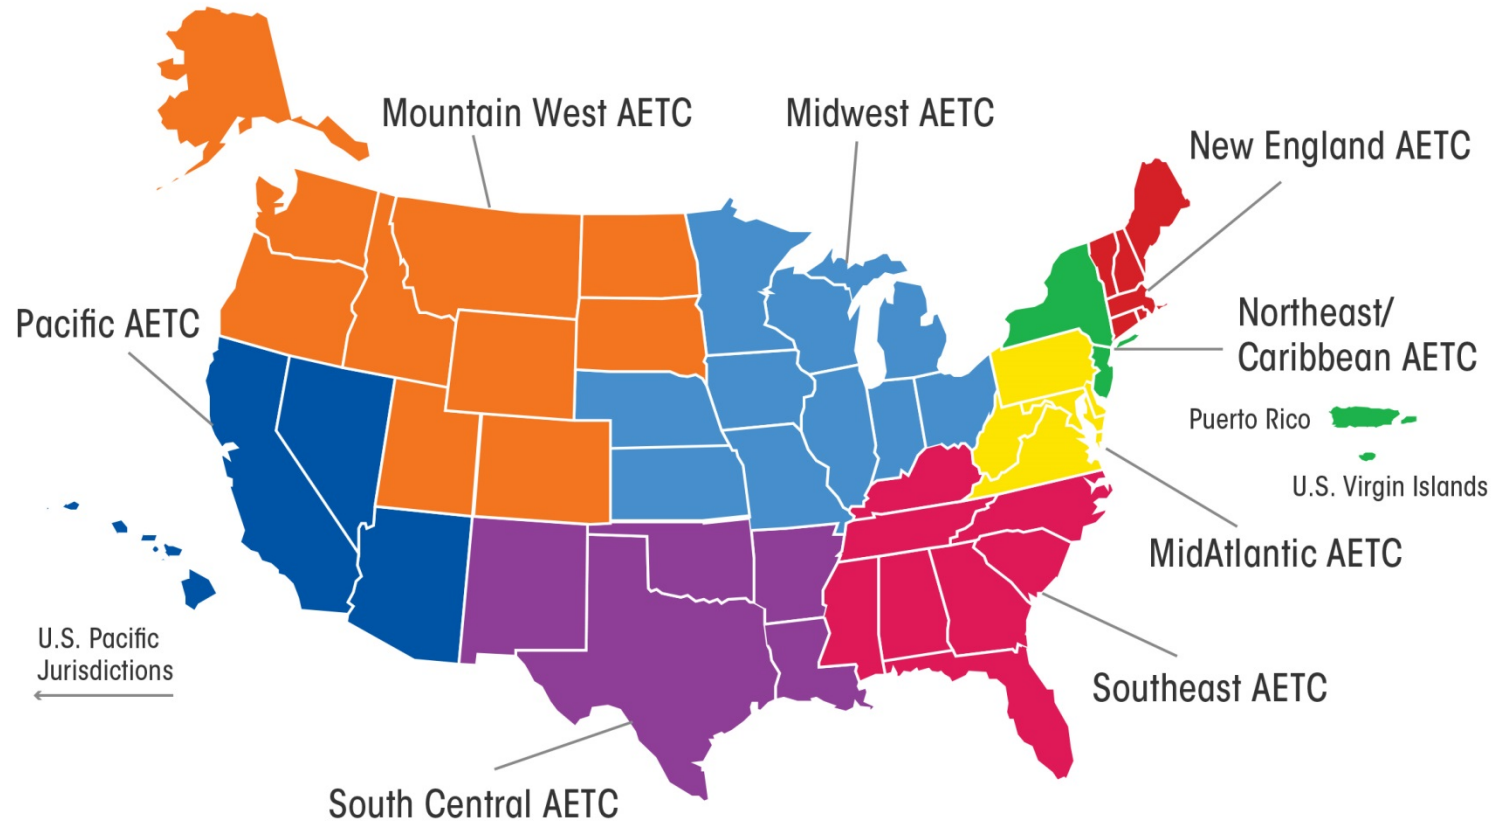 Mountain West AETC
Midwest AETC
New England AETC
Pacific AETC
Northeast/
Caribbean AETC
Puerto Rico
U.S. Virgin Islands
MidAtlantic AETC
U.S. Pacific
Jurisdictions
Southeast AETC
South Central AETC